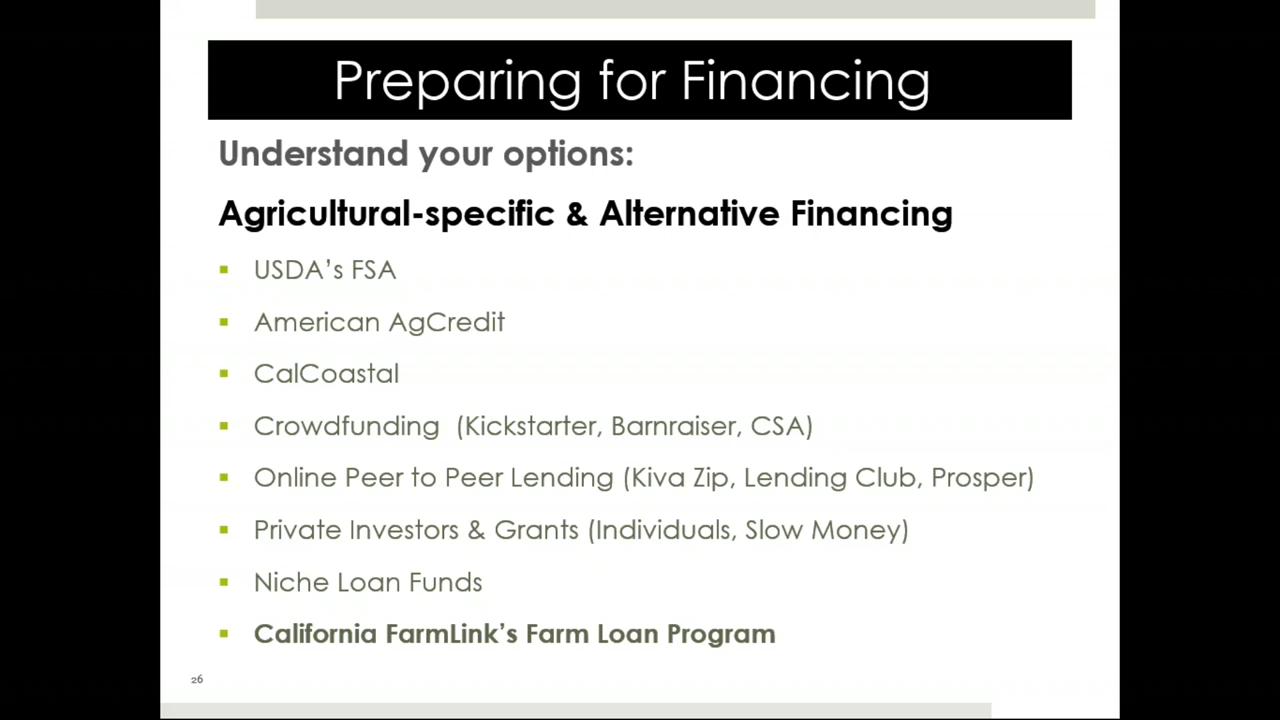 Preparing for Financing
Understand your options:
Agricultural-specific & Alternative Financing
▪ USDA’s FSA
▪ American AgCredit
▪ CalCoastal
▪ Crowdfunding  (Kickstarter, Barnraiser, CSA)
▪ Online Peer to Peer Lending (Kiva Zip, Lending Club, Prosper)
▪ Private Investors & Grants (Individuals, Slow Money)
▪ Niche Loan Funds
▪ California FarmLink’s Farm Loan Program
26